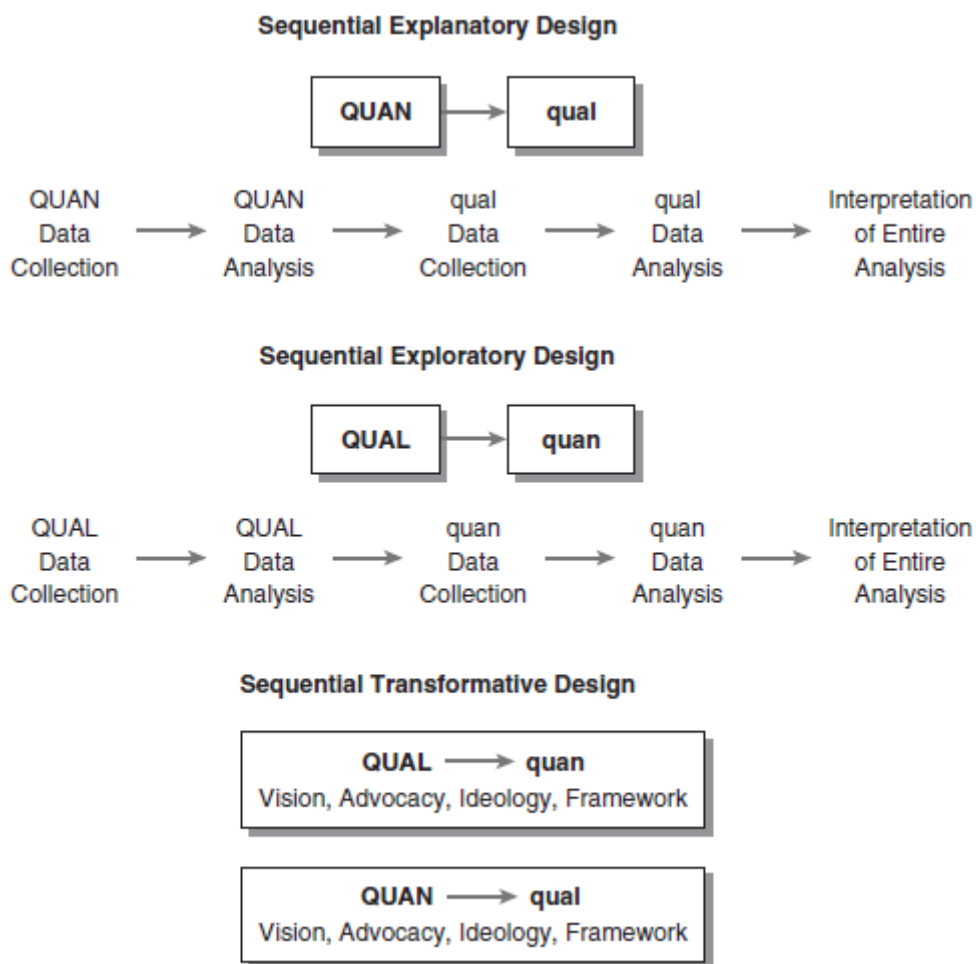 Sequential Explanatory Design
QUAN
qual
QUAN
Data
Collection
QUAN
Data
Analysis
qual
Data
Collection
qual
Data
Analysis
Interpretation
of Entire
Analysis
Sequential Exploratory Design
QUAL
quan
QUAL
Data
Collection
QUAL
Data
Analysis
quan
Data
Collection
quan
Data
Analysis
Interpretation
of Entire
Analysis
Sequential Transformative Design
QUAL quan
Vision, Advocacy, Ideology, Framework
QUAN qual
Vision, Advocacy, Ideology, Framework